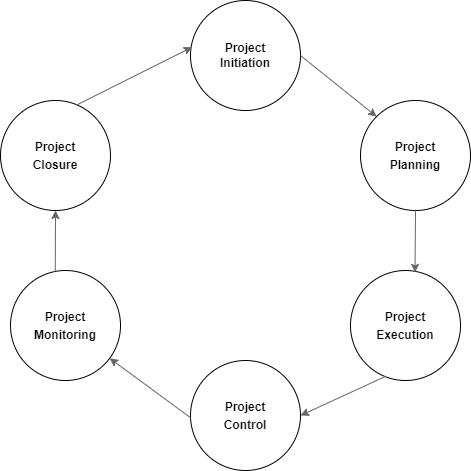 Project
Initiation
Project
Planning
Project
Execution
Project
Control
Project
Monitoring
Project
Closure